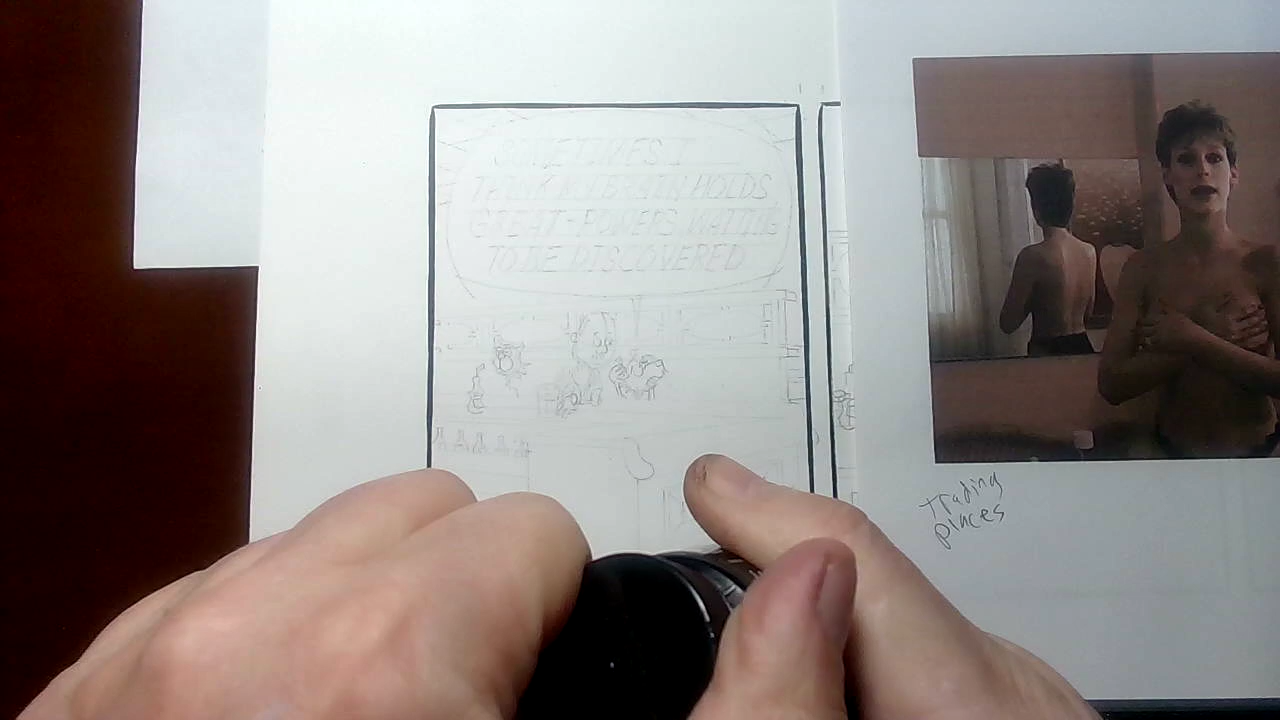 SOMETIMES I
THINK MY BRAIN HOLDS
GREAT-POWERS WAITING
TO BE DISCOVERED
trading
places